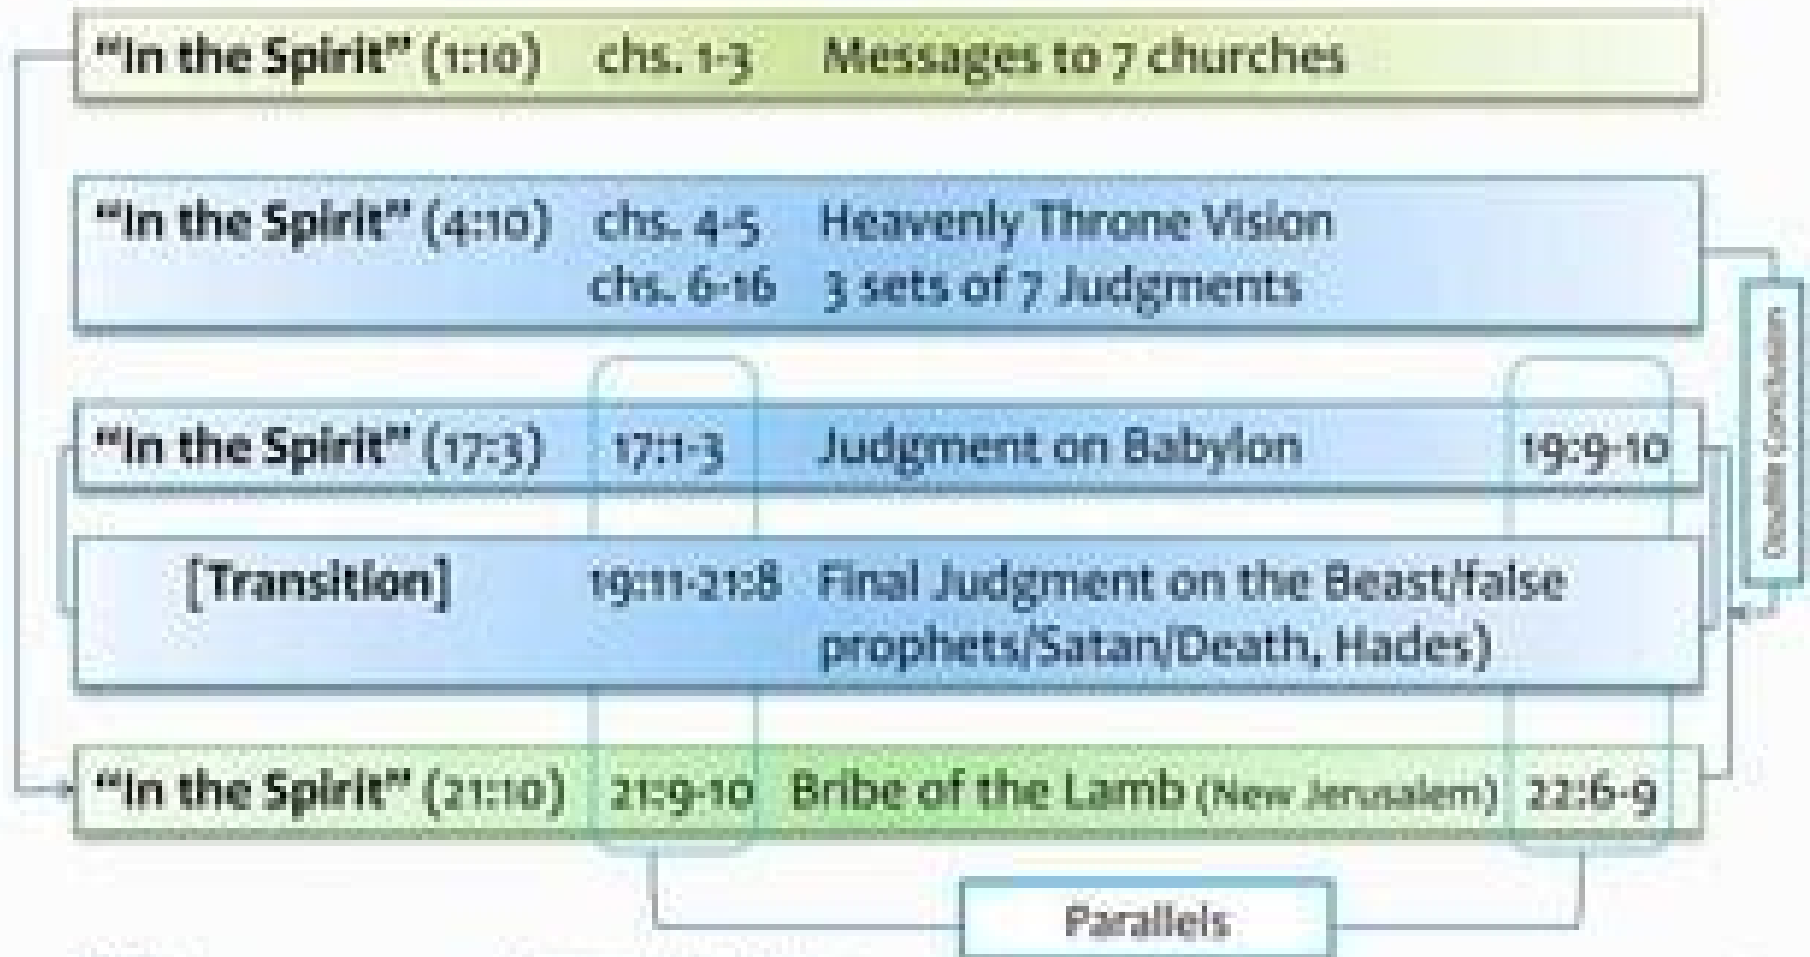 “In the Spirit” (1:10) chs. 1-3 Messages to 7 churches
“In the Spirit” (4:10) chs. 4-5 Heavenly Throne Vision
chs. 6-16 3 sets of 7 Judgments
“In the Spirit” (17:3) 17:1-3 Judgment on Babylon 19:9-10
[Transition] 19:11-21:8 Final Judgment on the Beast/false
prophets/Satan/Death, Hades)
“In the Spirit” (21:10) 21:9-10 Bribe of the Lamb (New Jerusalem) 22:6-9
Conclusion
Parallels